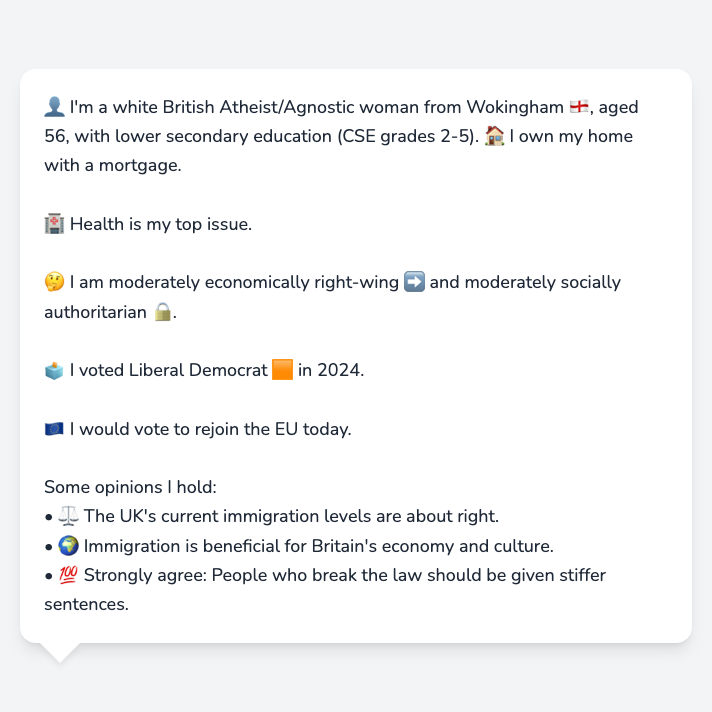 👤 I'm a white British Atheist/Agnostic woman from Wokingham 🏴󠁧󠁢󠁥󠁮󠁧󠁿, aged
56, with lower secondary education (CSE grades 2-5). 🏠 I own my home
with a mortgage.
🏥 Health is my top issue.
🤔 I am moderately economically right-wing ➡️ and moderately socially
authoritarian 🔒.
🗳️ I voted Liberal Democrat 🟧 in 2024.
🇪🇺 I would vote to rejoin the EU today.
Some opinions I hold:
• ⚖️ The UK's current immigration levels are about right.
• 🌍 Immigration is beneficial for Britain's economy and culture.
• 💯 Strongly agree: People who break the law should be given stiffer
sentences.